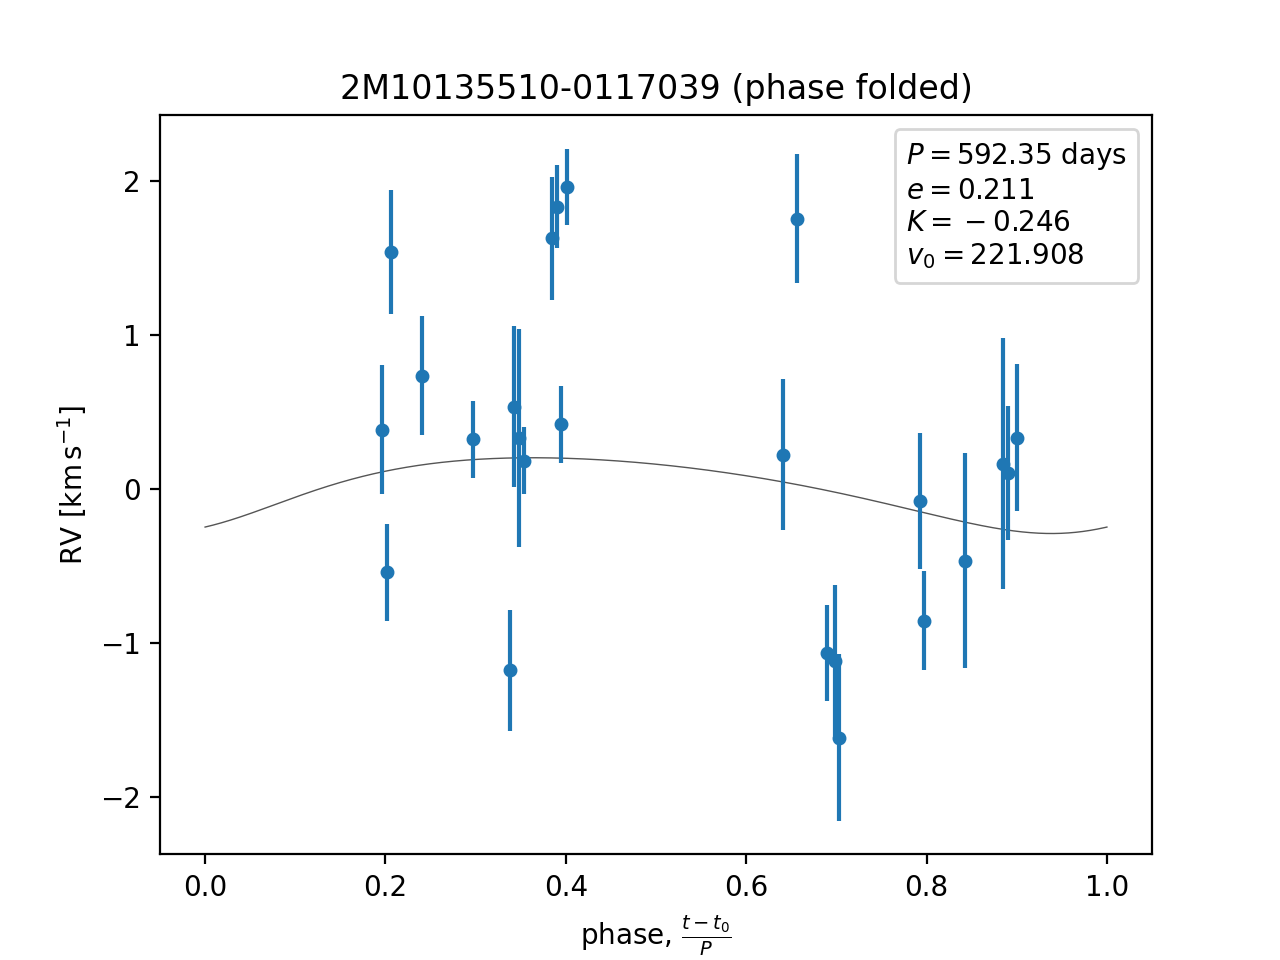 2M10135510-0117039 (phase folded)
P = 592.35 days
e = 0.211
K = −0.246
v₀ = 221.908
2
1
0
−1
−2
RV [km s⁻¹]
0.0 0.2 0.4 0.6 0.8 1.0
phase, (t − t₀)/P